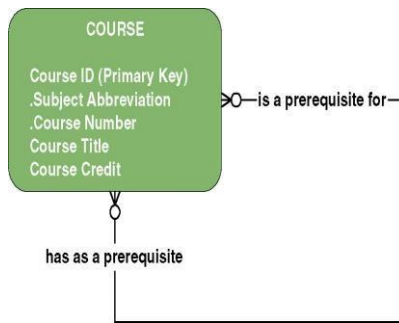 COURSE
Course ID (Primary Key)
.Subject Abbreviation
.Course Number
Course Title
Course Credit
is a prerequisite for
has as a prerequisite